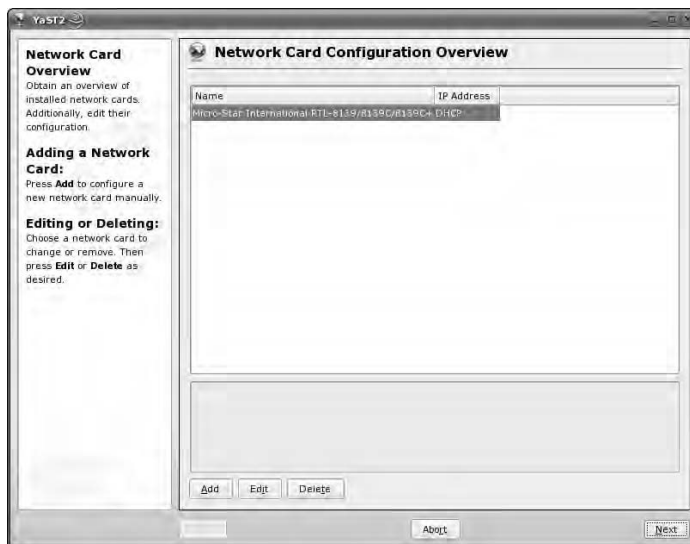 YaST2
Network Card
Overview
Obtain an overview of
installed network cards.
Additionally, edit their
configuration.
Adding a Network
Card:
Press Add to configure a
new network card manually.
Editing or Deleting:
Choose a network card to
change or remove. Then
press Edit or Delete as
desired.
Network Card Configuration Overview
Name IP Address
Micro-Star International RTL-8139/8139C/8139C+ DHCP
Add Edit Delete
Abort Next